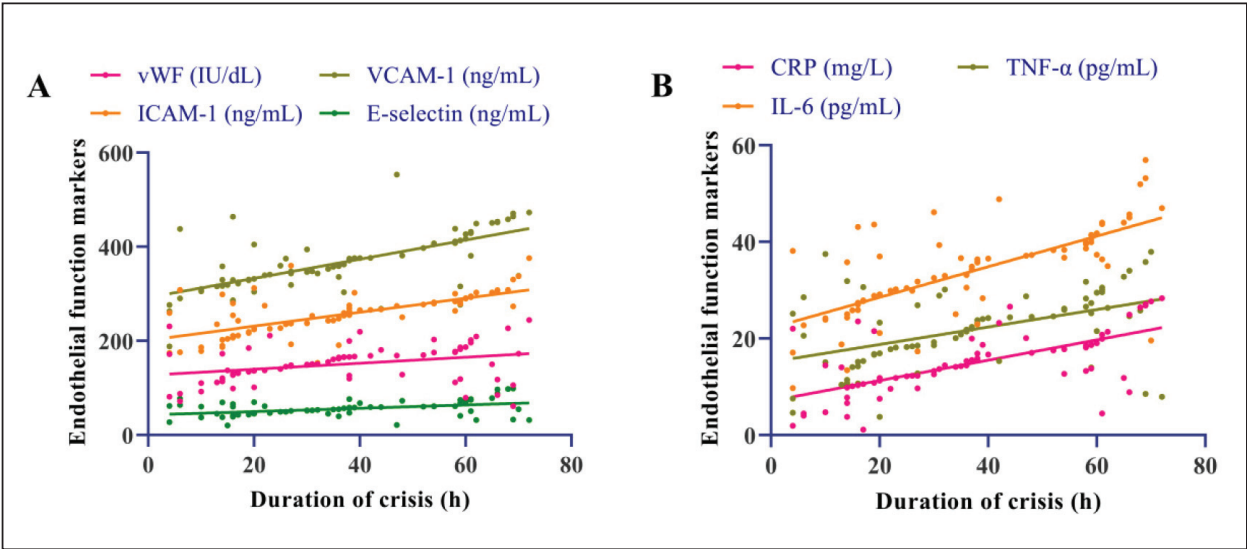 A
vWF (IU/dL)
VCAM-1 (ng/mL)
ICAM-1 (ng/mL)
E-selectin (ng/mL)
Endothelial function markers
600
400
200
0
0 20 40 60 80
Duration of crisis (h)
B
CRP (mg/L)
TNF-α (pg/mL)
IL-6 (pg/mL)
Endothelial function markers
60
40
20
0
0 20 40 60 80
Duration of crisis (h)